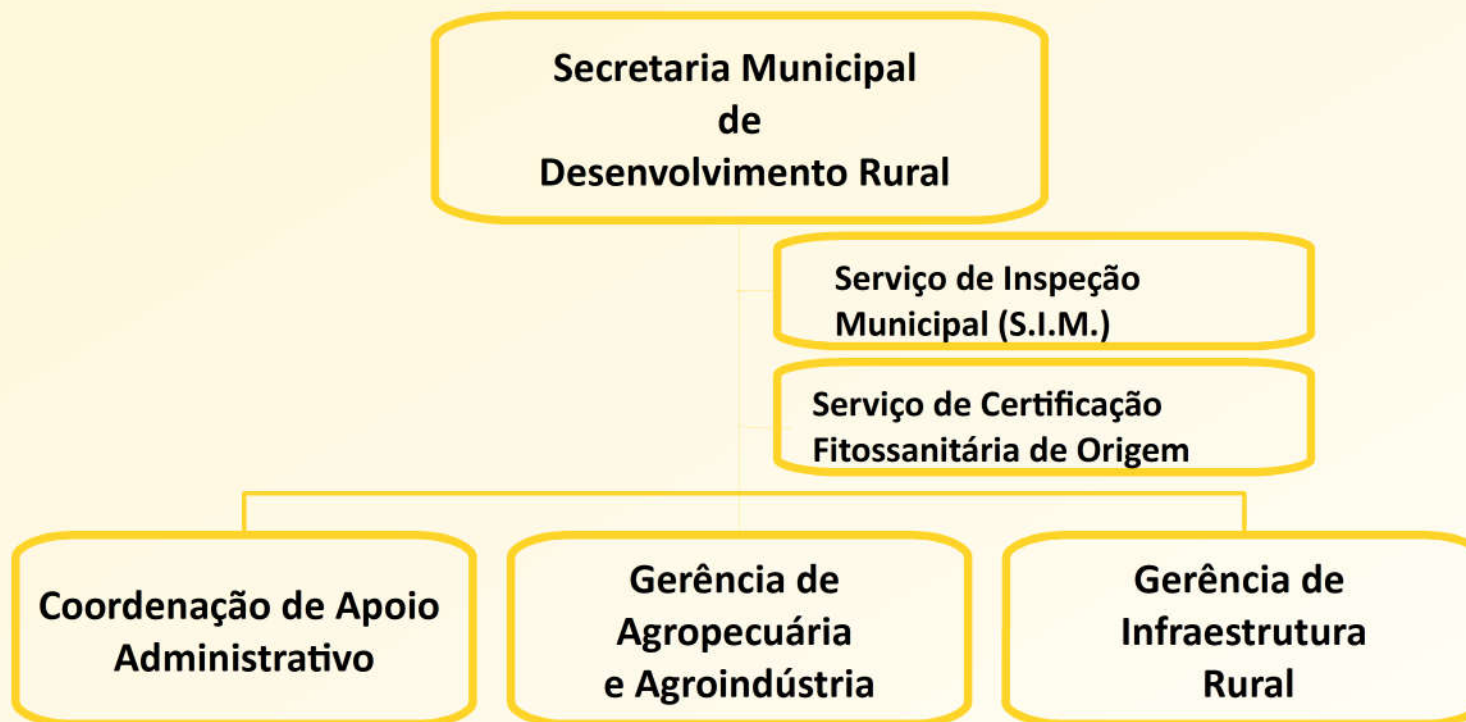 Secretaria Municipal
de
Desenvolvimento Rural
Serviço de Inspeção
Municipal (S.I.M.)
Serviço de Certificação
Fitossanitária de Origem
Coordenação de Apoio
Administrativo
Gerência de
Agropecuária
e Agroindústria
Gerência de
Infraestrutura
Rural